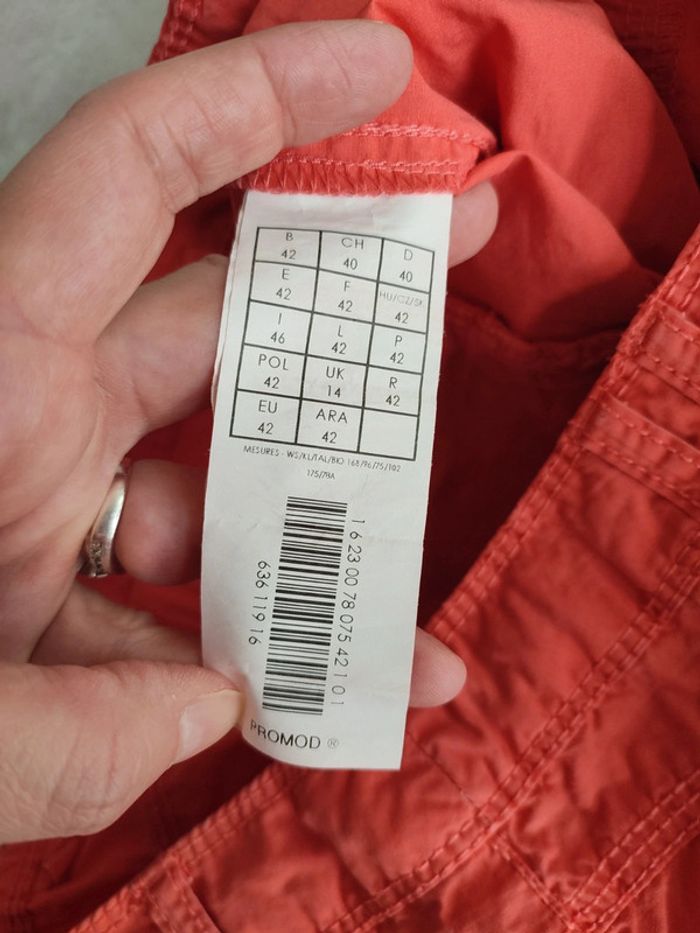 B CH D
42 40 40
E F HU/CZ/SK
42 42 42
I L P
46 42 42
POL UK R
42 14 42
EU ARA
42 42
MESURES - WS/KL/TAL/BIO 168/96/75/102
175/78A
1 6 23 00 78 075 42 1 0 1
636 119 16
PROMOD ®